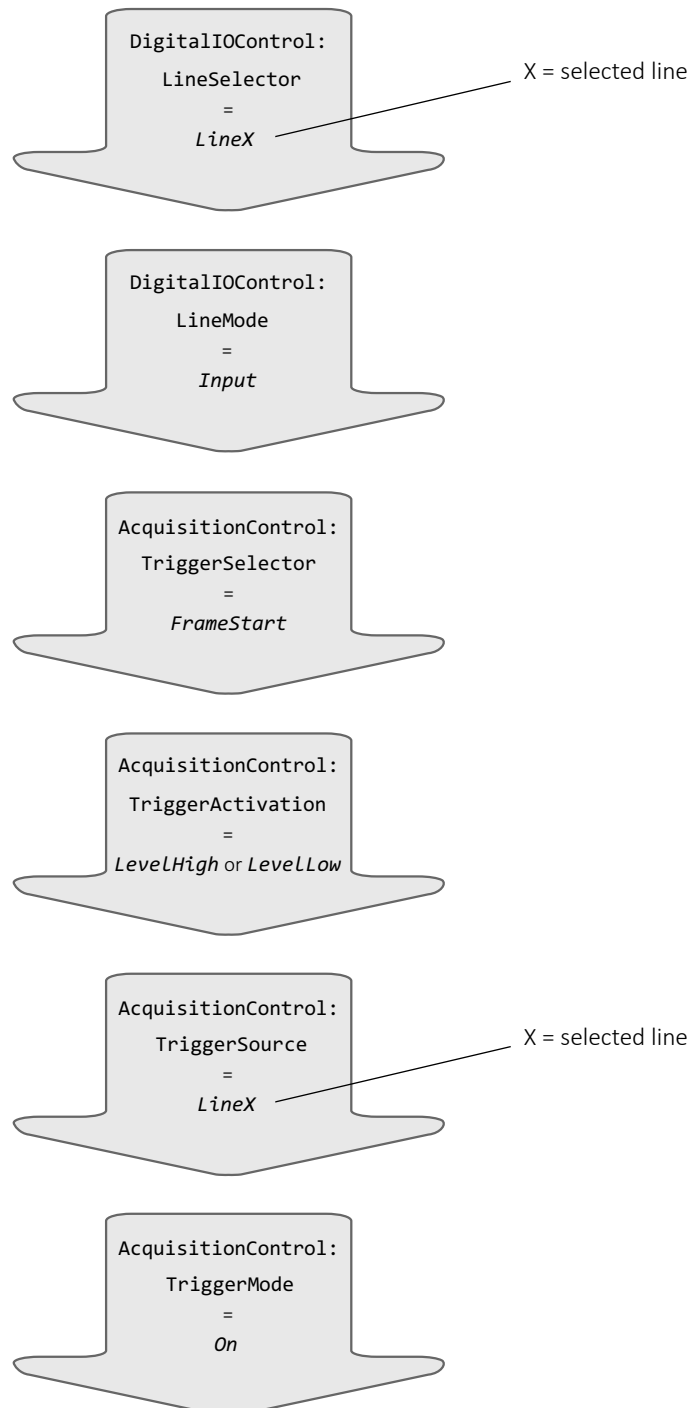 DigitalIOControl:
LineSelector
=
LineX
X = selected line
DigitalIOControl:
LineMode
=
Input
AcquisitionControl:
TriggerSelector
=
FrameStart
AcquisitionControl:
TriggerActivation
=
LevelHigh or LevelLow
AcquisitionControl:
TriggerSource
=
LineX
X = selected line
AcquisitionControl:
TriggerMode
=
On